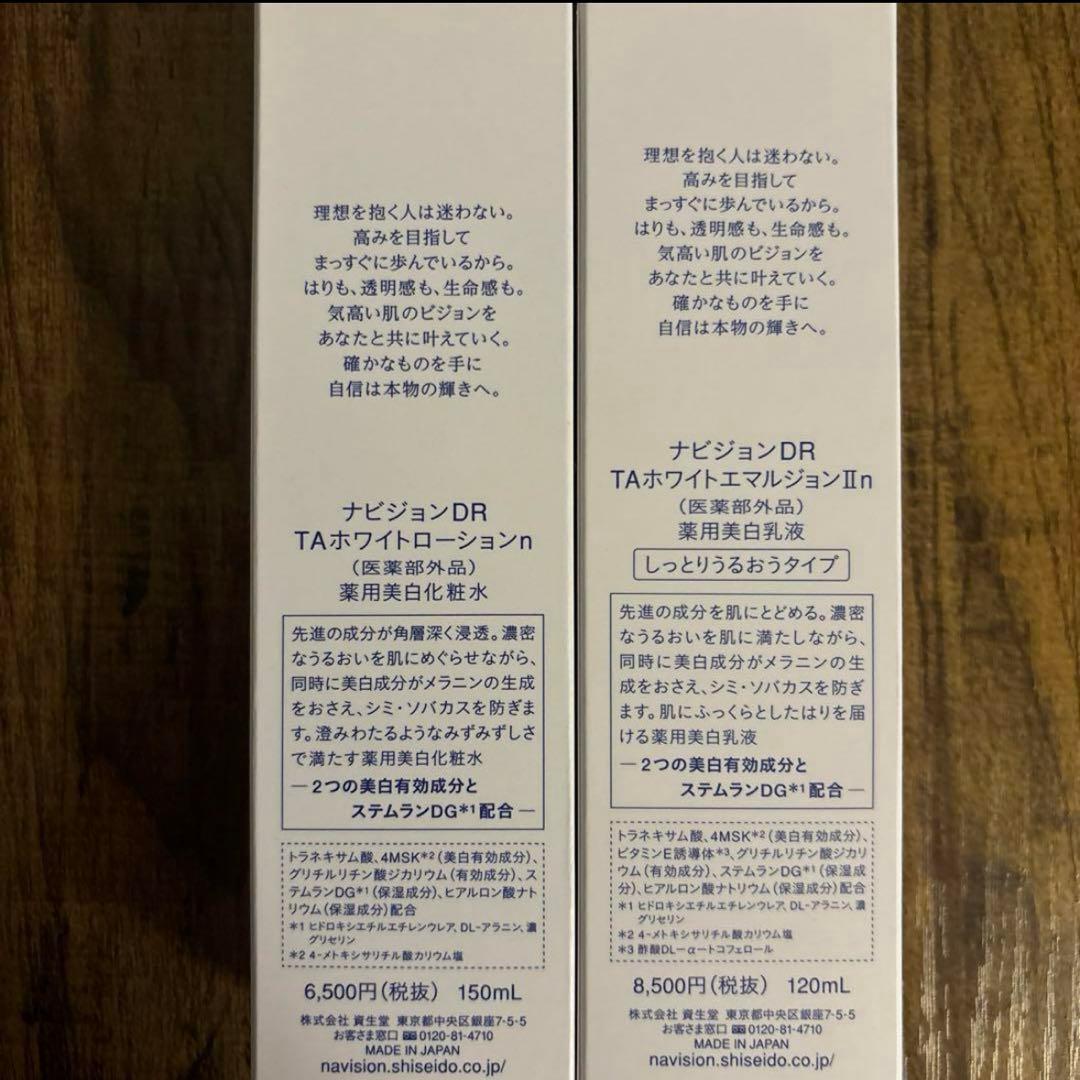 理想を抱く人は迷わない。
高みを目指して
まっすぐに歩んでいるから。
はりも、透明感も、生命感も。
気高い肌のビジョンを
あなたと共に叶えていく。
確かなものを手に
自信は本物の輝きへ。
ナビジョンDR
TAホワイトローションn
(医薬部外品)
薬用美白化粧水
先進の成分が角層深く浸透。濃密
なうるおいを肌にめぐらせながら、
同時に美白成分がメラニンの生成
をおさえ、シミ・ソバカスを防ぎま
す。澄みわたるようなみずみずしさ
で満たす薬用美白化粧水
―2つの美白有効成分と
ステムランDG*1配合―
トラネキサム酸、4MSK*2(美白有効成分)、
グリチルリチン酸ジカリウム(有効成分)、ス
テムランDG*1(保湿成分)、ヒアルロン酸ナト
リウム(保湿成分)配合
*1 ヒドロキシエチルエチレンウレア、DL-アラニン、濃
グリセリン
*2 4-メトキシサリチル酸カリウム塩
6,500円(税抜) 150mL
株式会社 資生堂 東京都中央区銀座7-5-5
お客さま窓口 0120-81-4710
MADE IN JAPAN
navision.shiseido.co.jp/
理想を抱く人は迷わない。
高みを目指して
まっすぐに歩んでいるから。
はりも、透明感も、生命感も。
気高い肌のビジョンを
あなたと共に叶えていく。
確かなものを手に
自信は本物の輝きへ。
ナビジョンDR
TAホワイトエマルジョンⅡn
(医薬部外品)
薬用美白乳液
しっとりうるおうタイプ
先進の成分を肌にとどめる。濃密
なうるおいを肌に満たしながら、
同時に美白成分がメラニンの生
成をおさえ、シミ・ソバカスを防ぎ
ます。肌にふっくらとしたはりを届
ける薬用美白乳液
―2つの美白有効成分と
ステムランDG*1配合―
トラネキサム酸、4MSK*2(美白有効成分)、
ビタミンE誘導体*3、グリチルリチン酸ジカリ
ウム(有効成分)、ステムランDG*1(保湿成
分)、ヒアルロン酸ナトリウム(保湿成分)配合
*1 ヒドロキシエチルエチレンウレア、DL-アラニン、濃
グリセリン
*2 4-メトキシサリチル酸カリウム塩
*3 酢酸DL-α-トコフェロール
8,500円(税抜) 120mL
株式会社 資生堂 東京都中央区銀座7-5-5
お客さま窓口 0120-81-4710
MADE IN JAPAN
navision.shiseido.co.jp/